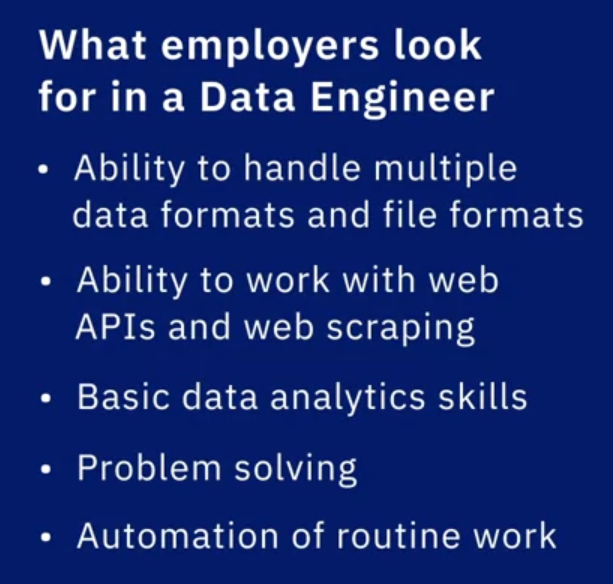 What employers look
for in a Data Engineer
• Ability to handle multiple
data formats and file formats
• Ability to work with web
APIs and web scraping
• Basic data analytics skills
• Problem solving
• Automation of routine work